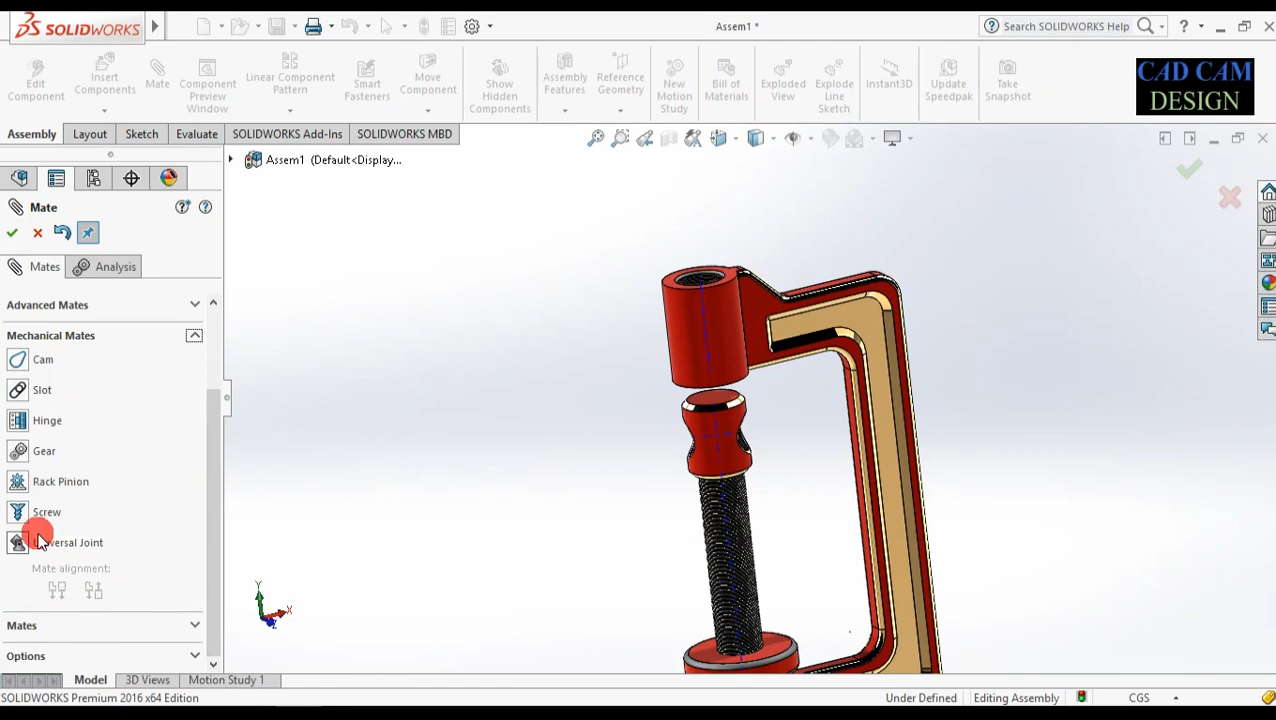 SOLIDWORKS
Assem1 *
Search SOLIDWORKS Help
Edit Component
Insert Components
Mate
Component Preview Window
Linear Component Pattern
Smart Fasteners
Move Component
Show Hidden Components
Assembly Features
Reference Geometry
New Motion Study
Bill of Materials
Exploded View
Explode Line Sketch
Instant3D
Update Speedpak
Take Snapshot
CAD CAM
DESIGN
Assembly
Layout
Sketch
Evaluate
SOLIDWORKS Add-Ins
SOLIDWORKS MBD
Assem1 (Default<Display...
Mate
Mates
Analysis
Advanced Mates
Mechanical Mates
Cam
Slot
Hinge
Gear
Rack Pinion
Screw
Joint
Mate alignment:
Mates
Options
Y
X
Z
Model
3D Views
Motion Study 1
SOLIDWORKS Premium 2016 x64 Edition
Under Defined
Editing Assembly
CGS